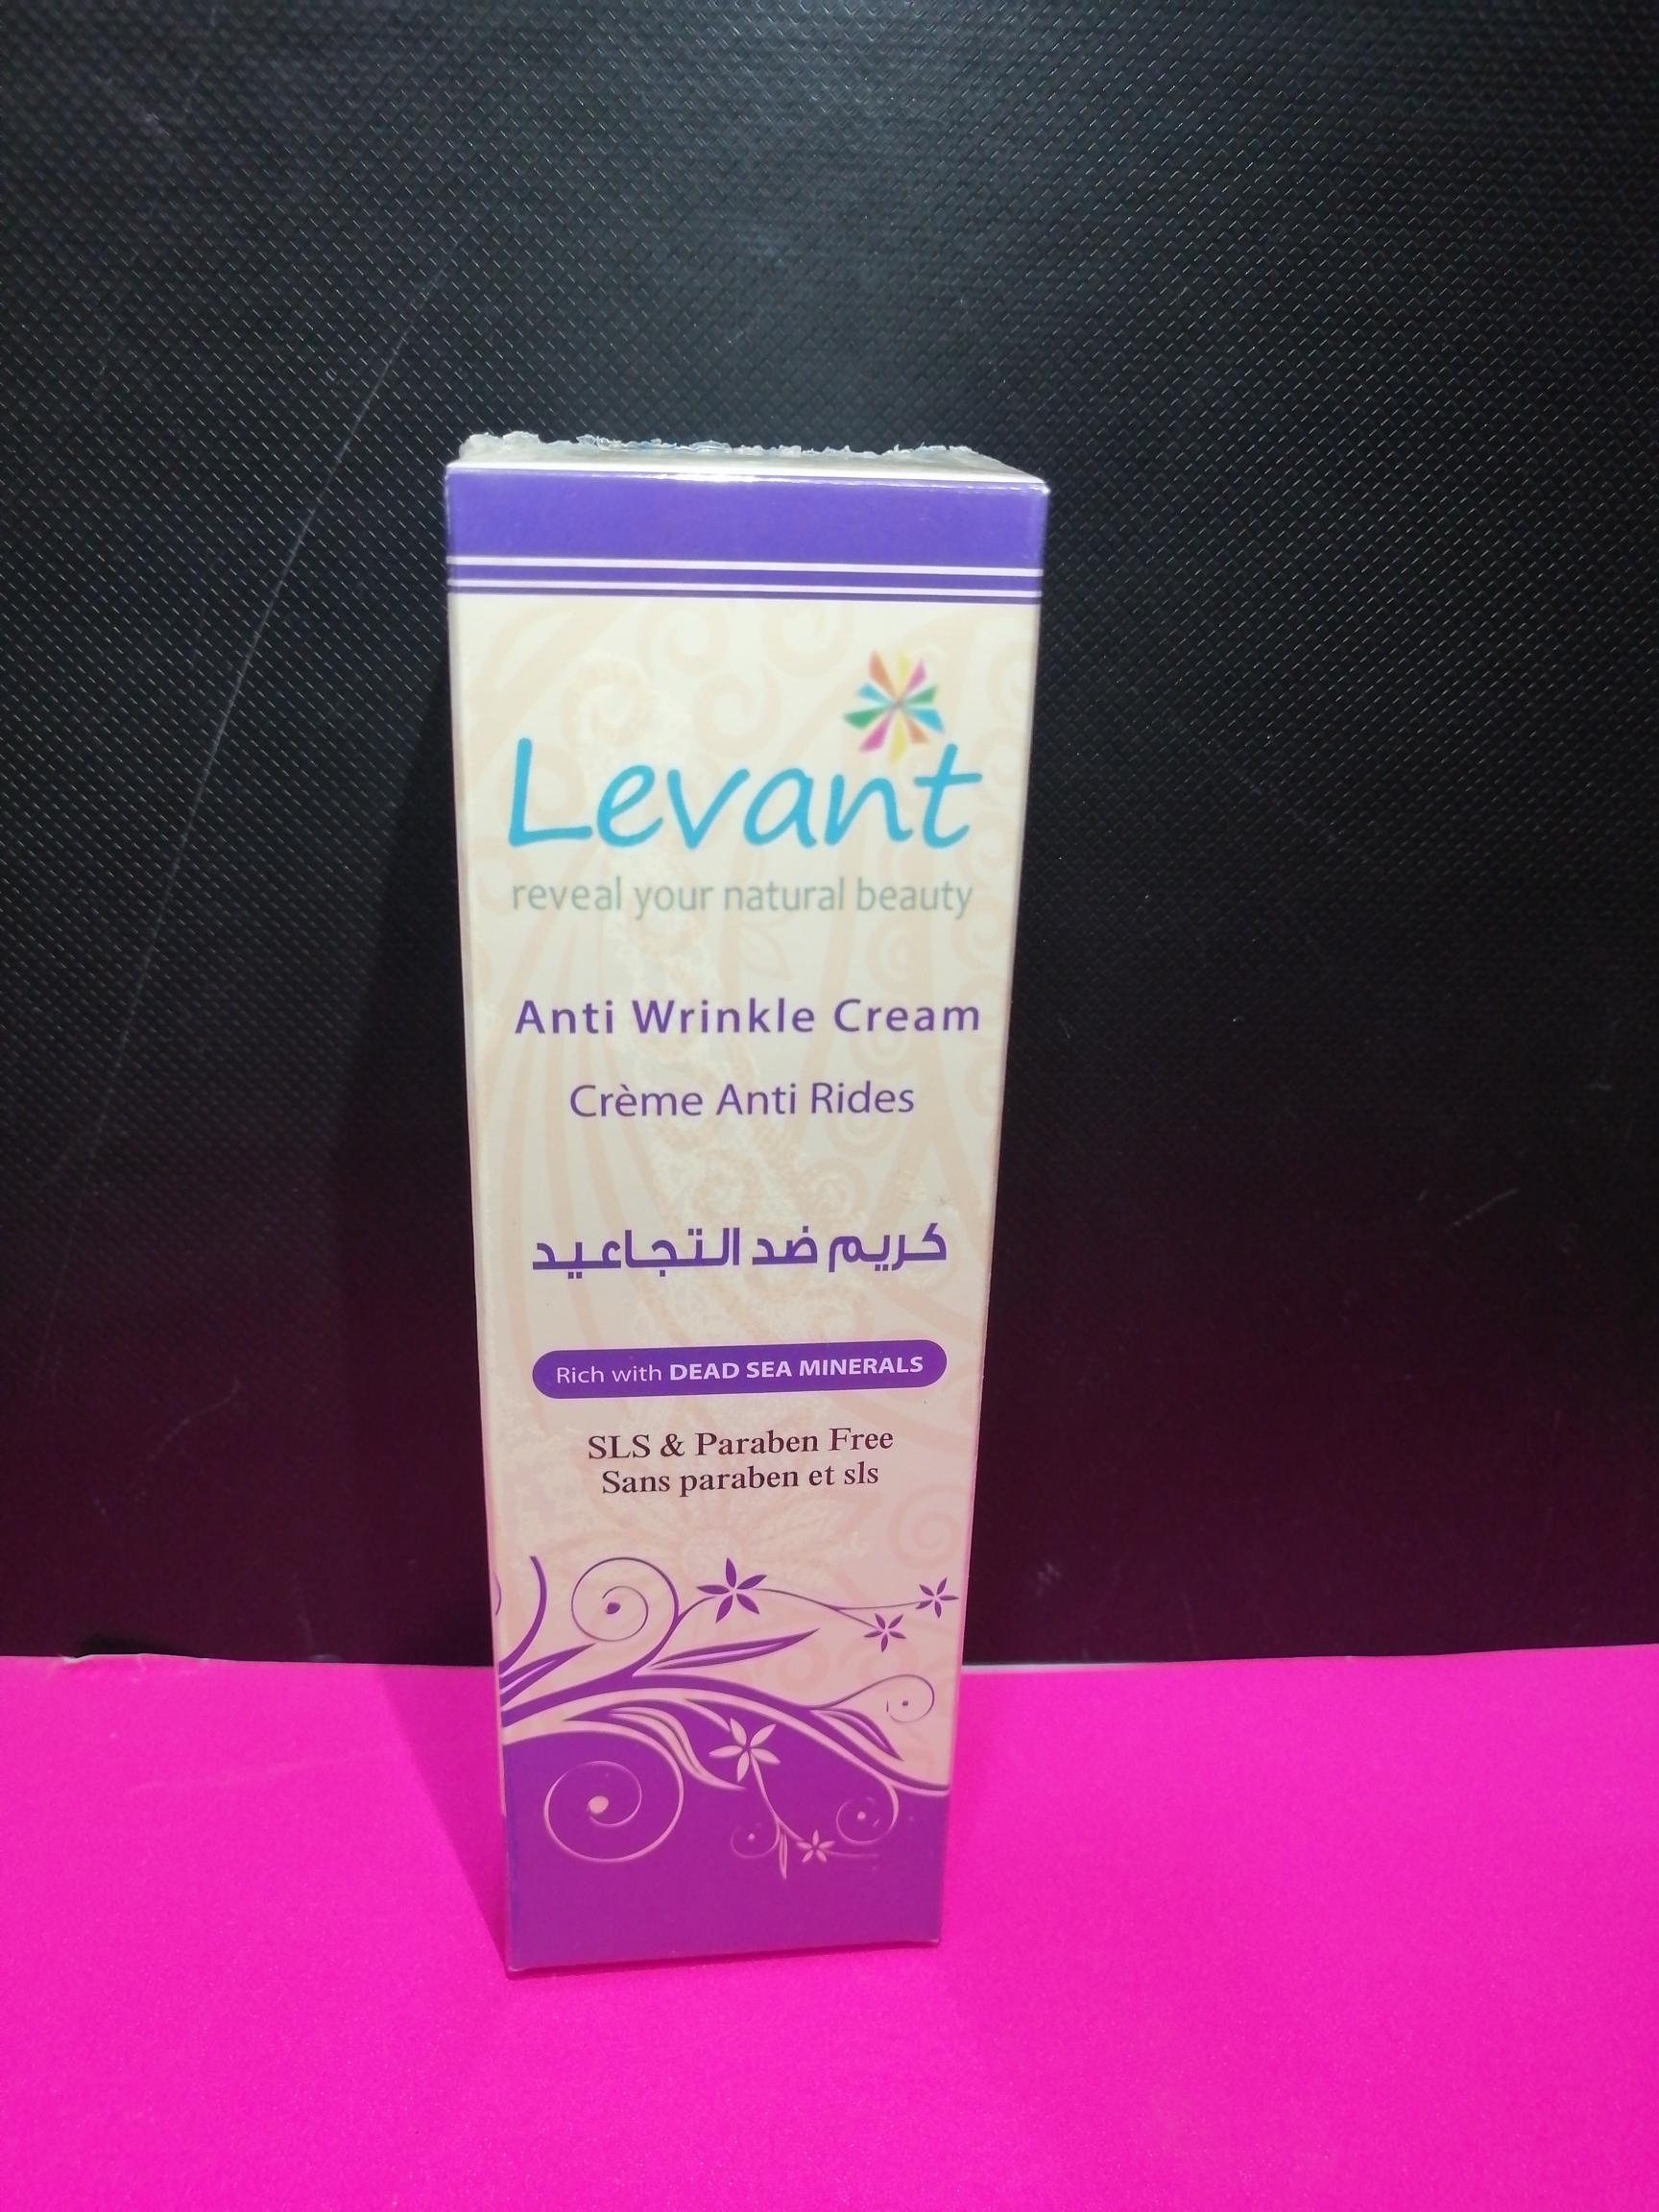 Levant
reveal your natural beauty
Anti Wrinkle Cream
Crème Anti Rides
كريم ضد التجاعيد
Rich with DEAD SEA MINERALS
SLS & Paraben Free
Sans paraben et sls